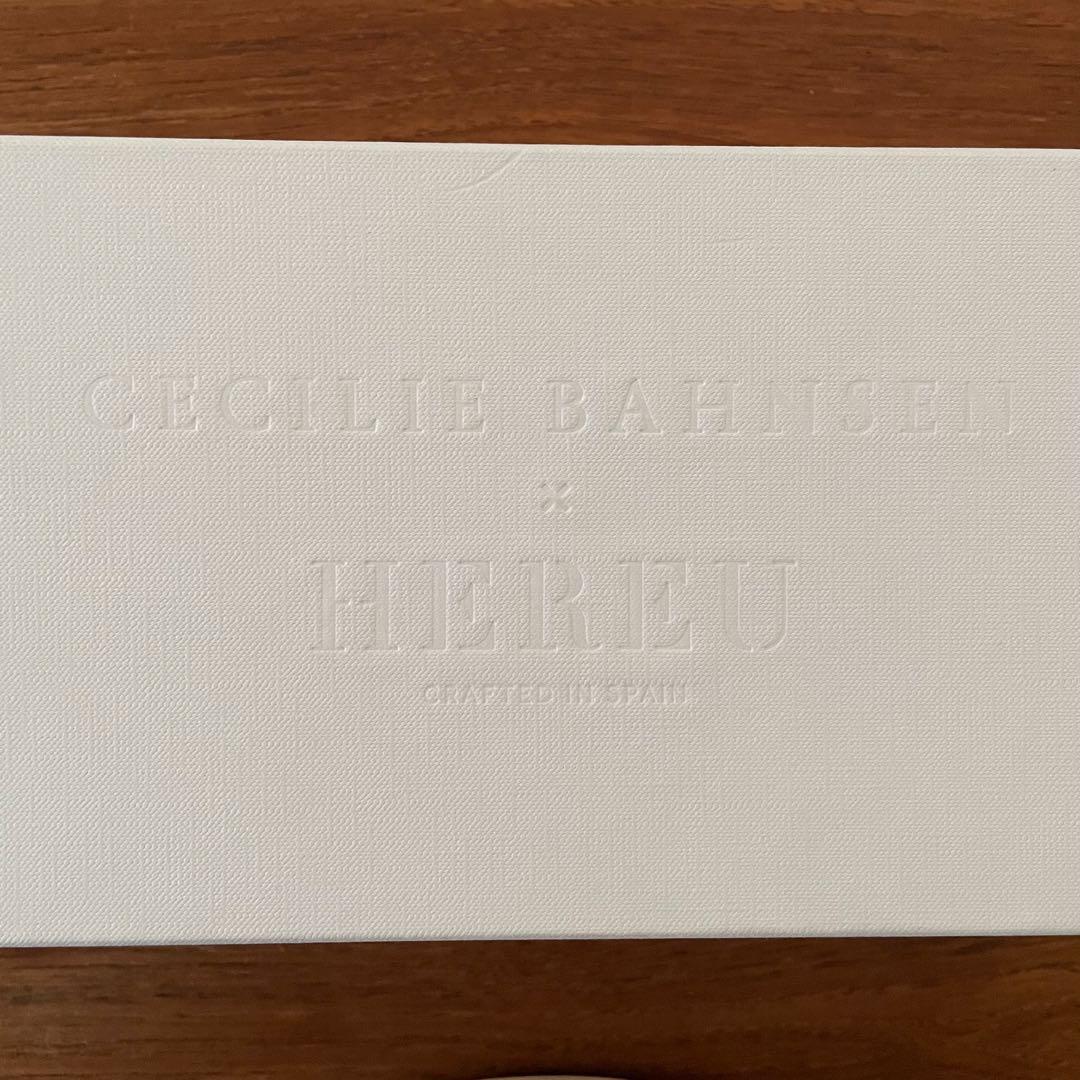 CECILIE BAHNSEN
×
HEREU
CRAFTED IN SPAIN